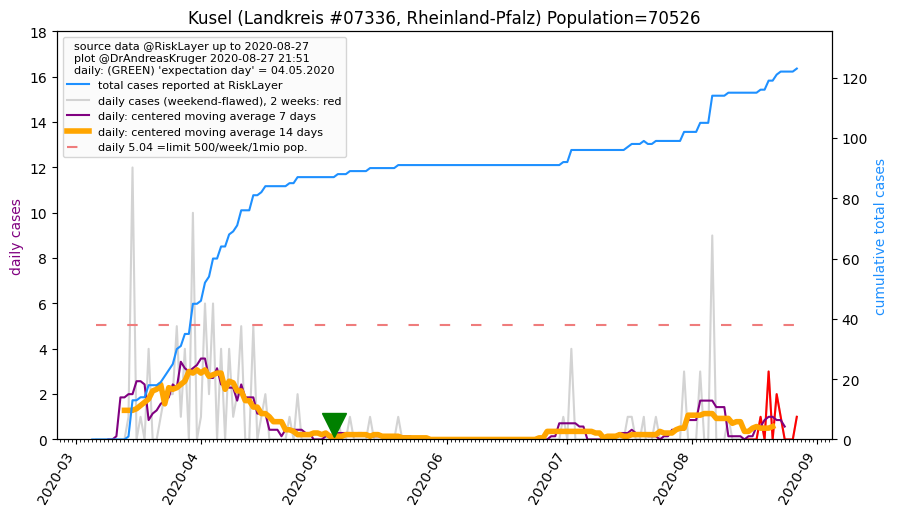 Kusel (Landkreis #07336, Rheinland-Pfalz) Population=70526
source data @RiskLayer up to 2020-08-27
plot @DrAndreasKruger 2020-08-27 21:51
daily: (GREEN) 'expectation day' = 04.05.2020
total cases reported at RiskLayer
daily cases (weekend-flawed), 2 weeks: red
daily: centered moving average 7 days
daily: centered moving average 14 days
daily 5.04 =limit 500/week/1mio pop.
18
16
14
12
10
8
6
4
2
0
daily cases
120
100
80
60
40
20
0
cumulative total cases
2020-03
2020-04
2020-05
2020-06
2020-07
2020-08
2020-09